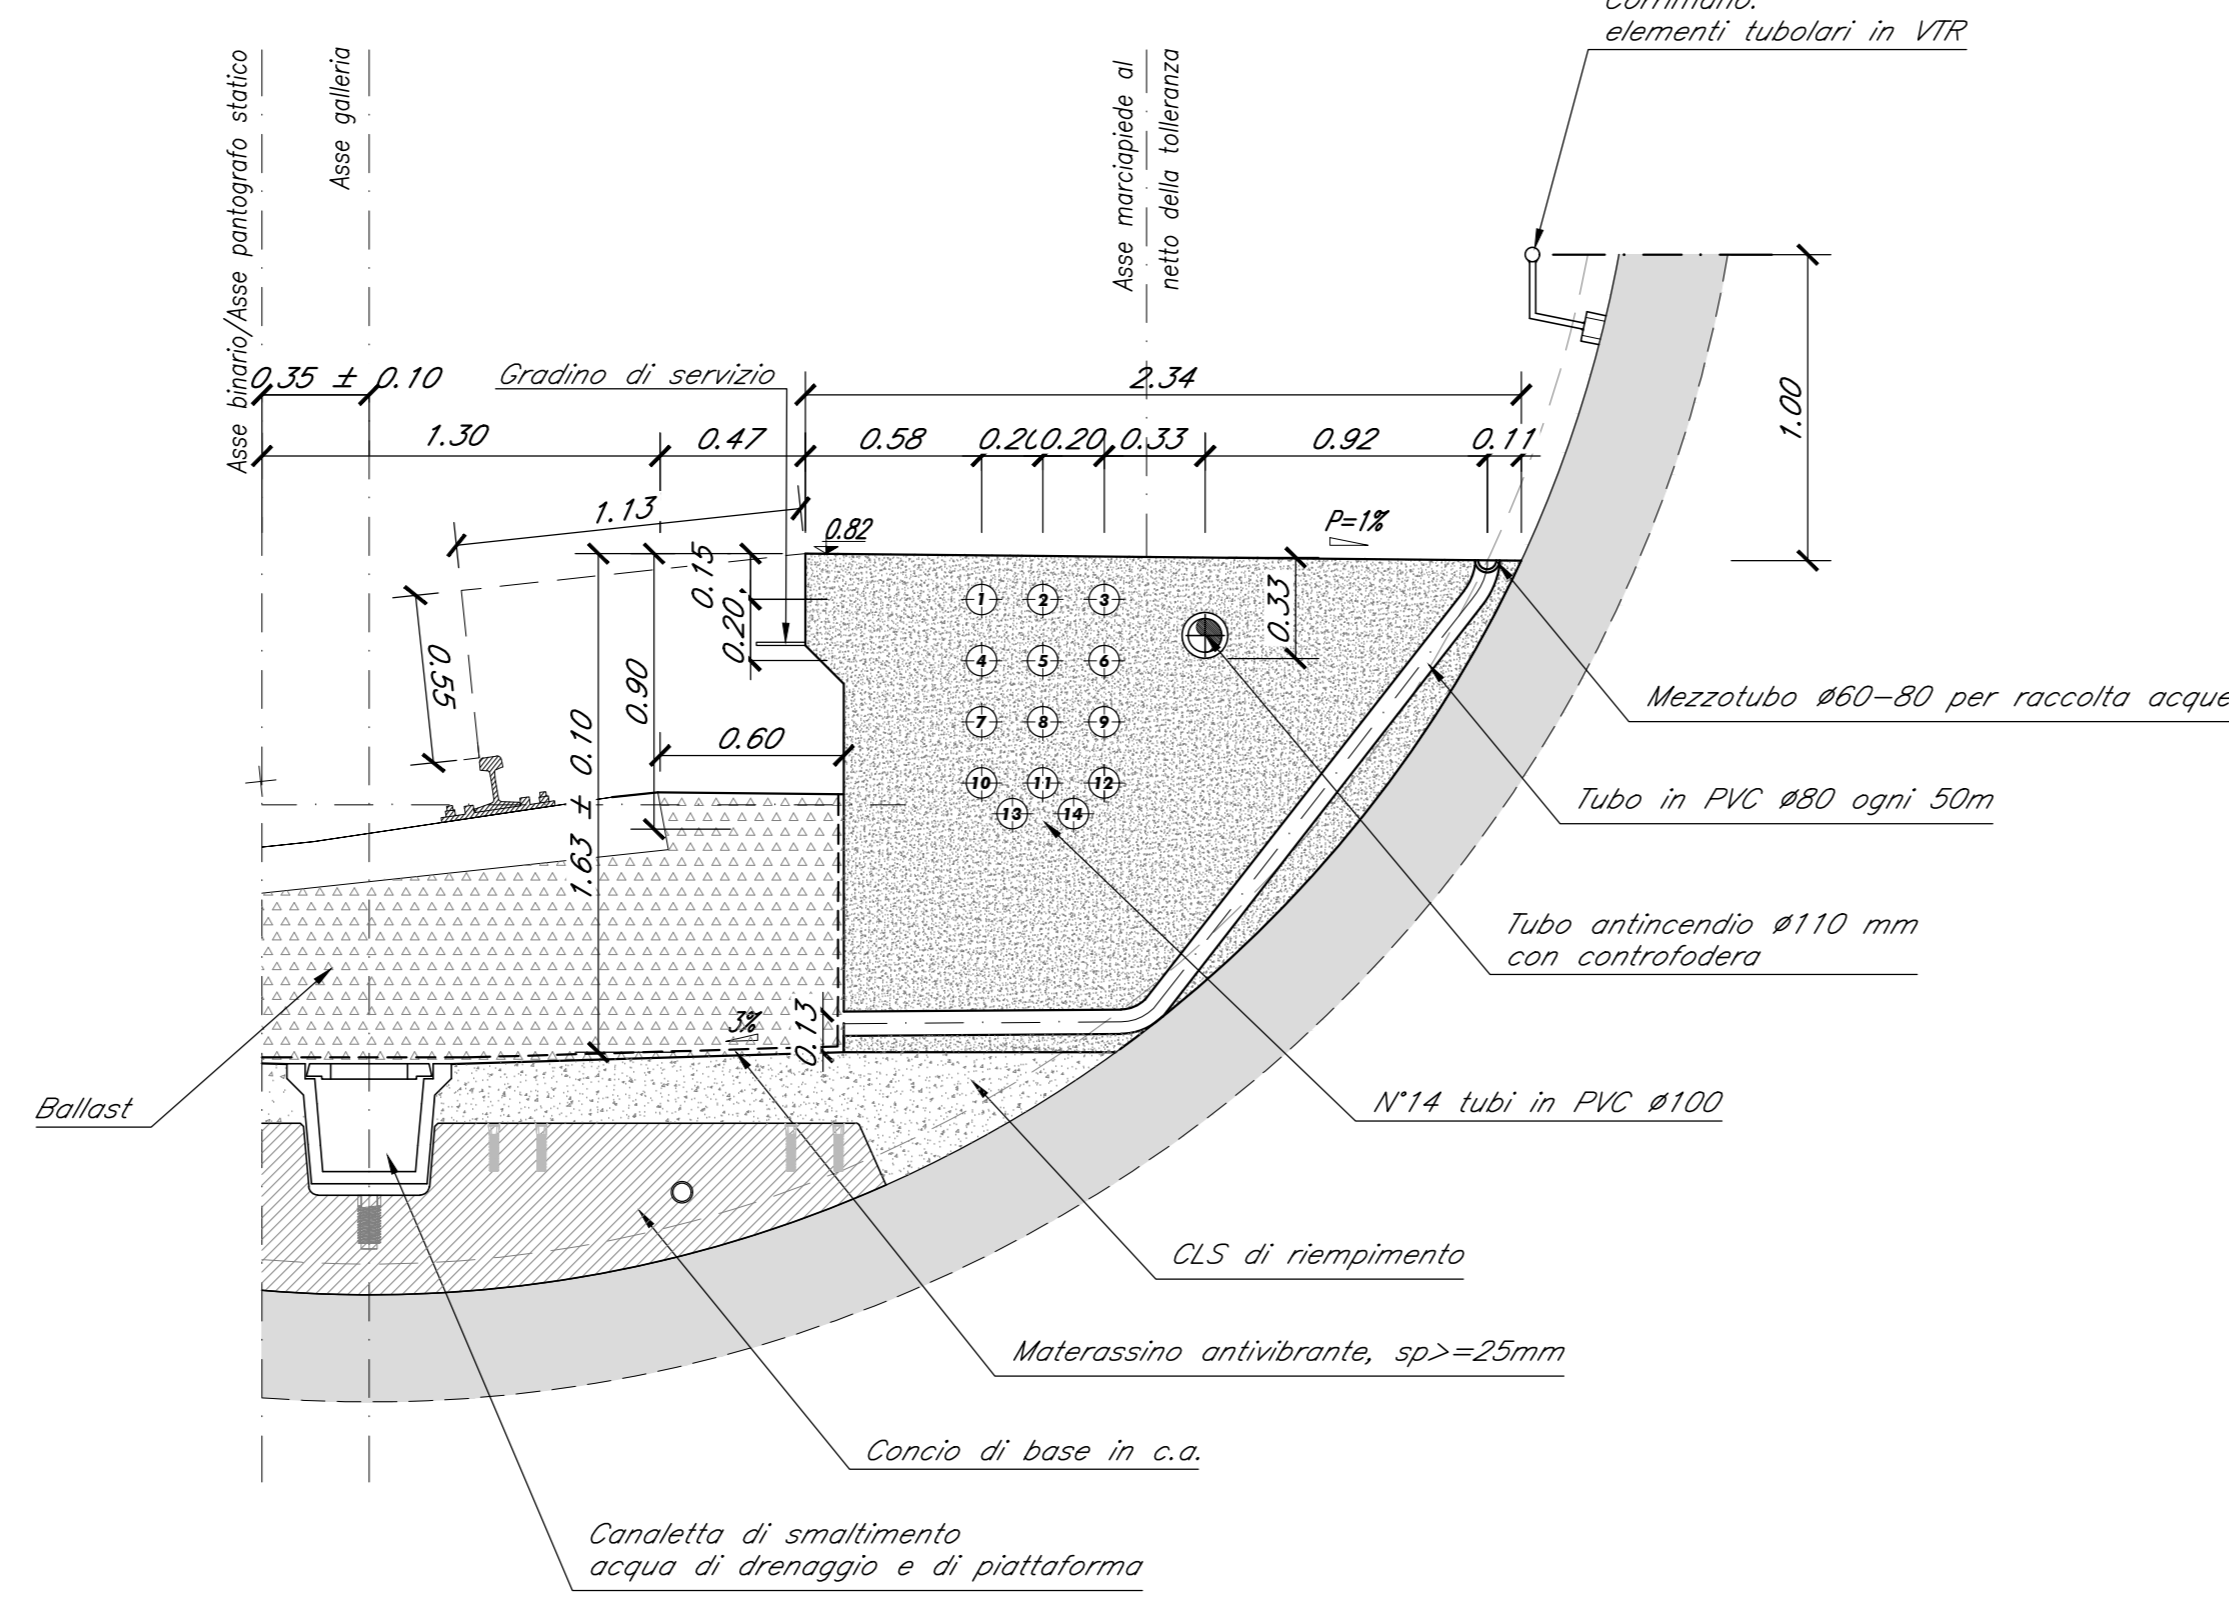 Corrimano:
elementi tubolari in VTR
Asse binario/Asse pantografo statico
Asse galleria
Asse marciapiede al
netto della tolleranza
0.35 ± 0.10
Gradino di servizio
2.34
1.00
1.30
0.47
0.58
0.20
0.20
0.33
0.92
0.11
1.13
0.82
P=1%
0.15
0.20
0.33
0.55
0.90
1.63 ± 0.10
0.60
1
2
3
4
5
6
7
8
9
10
11
12
13
14
Mezzotubo ø60-80 per raccolta acque
Tubo in PVC ø80 ogni 50m
Tubo antincendio ø110 mm
con controfodera
3%
0.13
Ballast
N°14 tubi in PVC ø100
CLS di riempimento
Materassino antivibrante, sp>=25mm
Concio di base in c.a.
Canaletta di smaltimento
acqua di drenaggio e di piattaforma